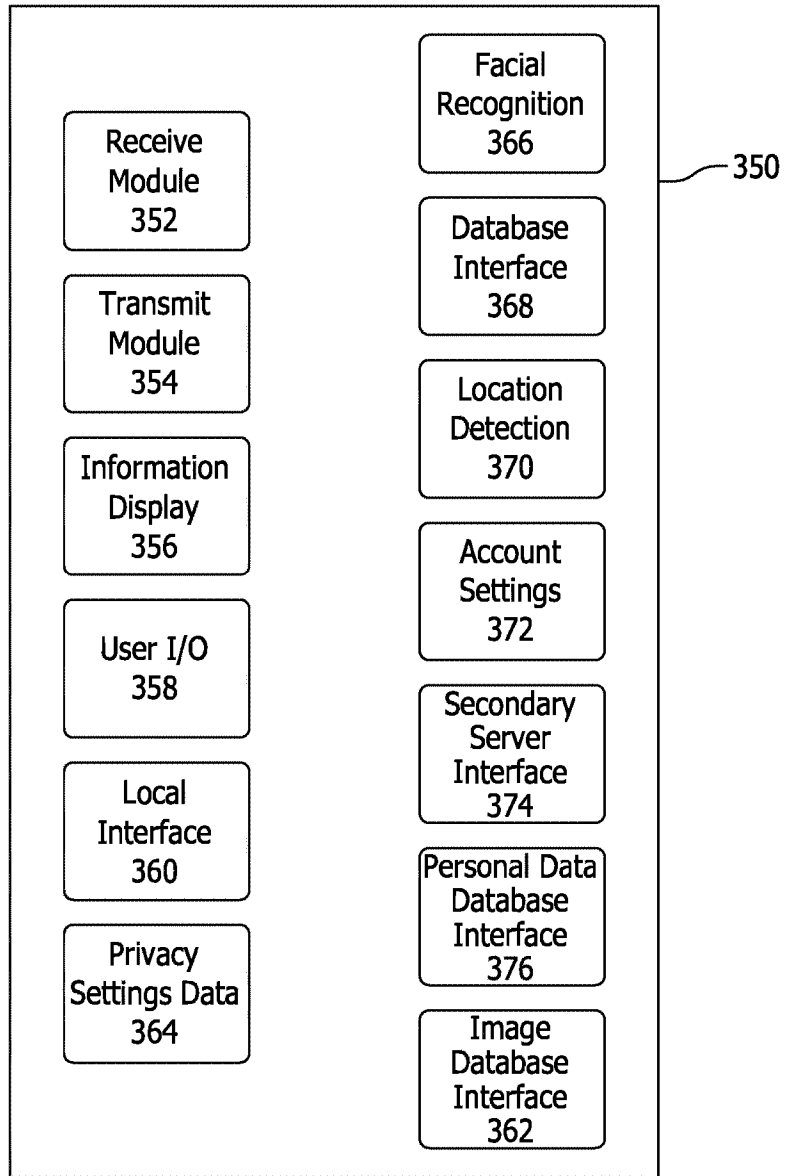 Receive
Module
352
Transmit
Module
354
Information
Display
356
User I/O
358
Local
Interface
360
Privacy
Settings Data
364
Facial
Recognition
366
Database
Interface
368
Location
Detection
370
Account
Settings
372
Secondary
Server
Interface
374
Personal Data
Database
Interface
376
Image
Database
Interface
362
350